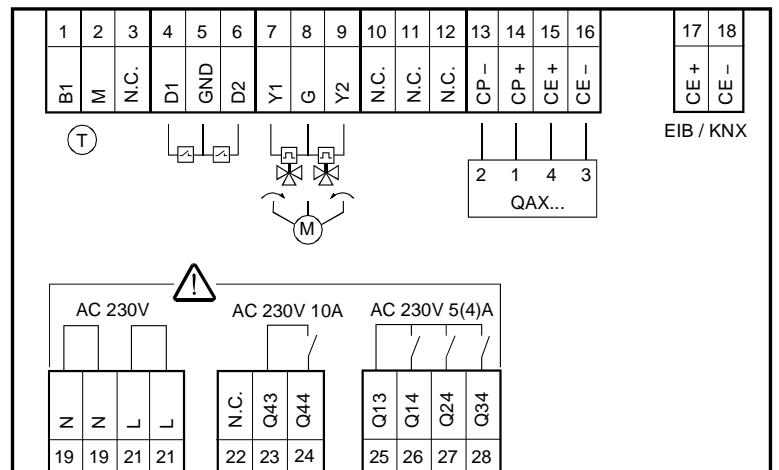 1 2 3 4 5 6 7 8 9 10 11 12 13 14 15 16 17 18
B1 M N.C. D1 GND D2 Y1 G Y2 N.C. N.C. N.C. CP – CP + CE + CE – CE + CE –
T
EIB / KNX
2 1 4 3
QAX...
M
AC 230V AC 230V 10A AC 230V 5(4)A
N N L L N.C. Q43 Q44 Q13 Q14 Q24 Q34
19 19 21 21 22 23 24 25 26 27 28